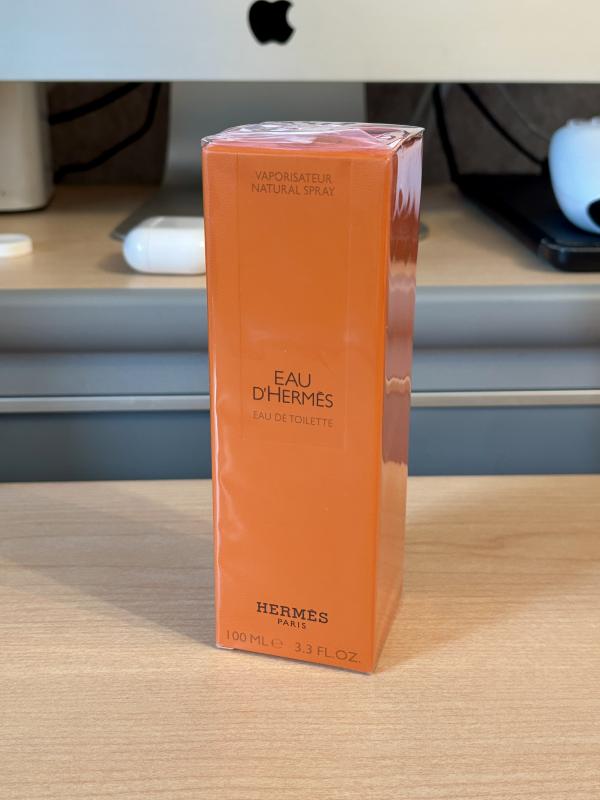 VAPORISATEUR
NATURAL SPRAY
EAU
D'HERMÈS
EAU DE TOILETTE
HERMÈS
PARIS
100 ML ℮ 3.3 FL.OZ.